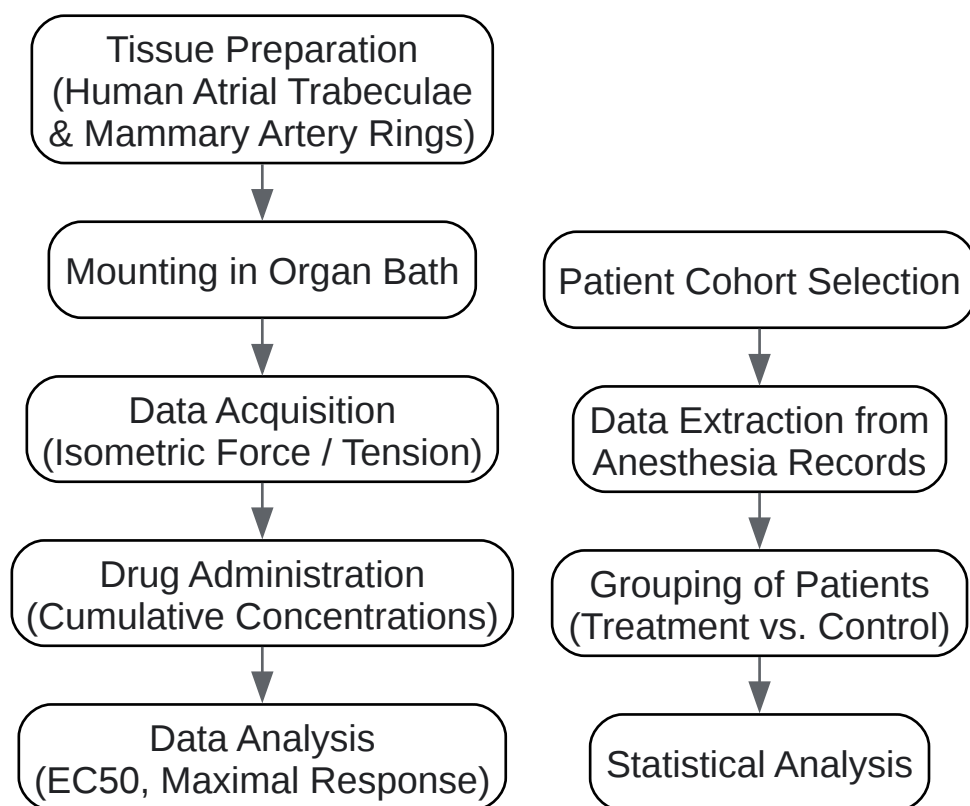 Tissue Preparation
(Human Atrial Trabeculae
& Mammary Artery Rings)
Mounting in Organ Bath
Data Acquisition
(Isometric Force / Tension)
Drug Administration
(Cumulative Concentrations)
Data Analysis
(EC50, Maximal Response)
Patient Cohort Selection
Data Extraction from
Anesthesia Records
Grouping of Patients
(Treatment vs. Control)
Statistical Analysis